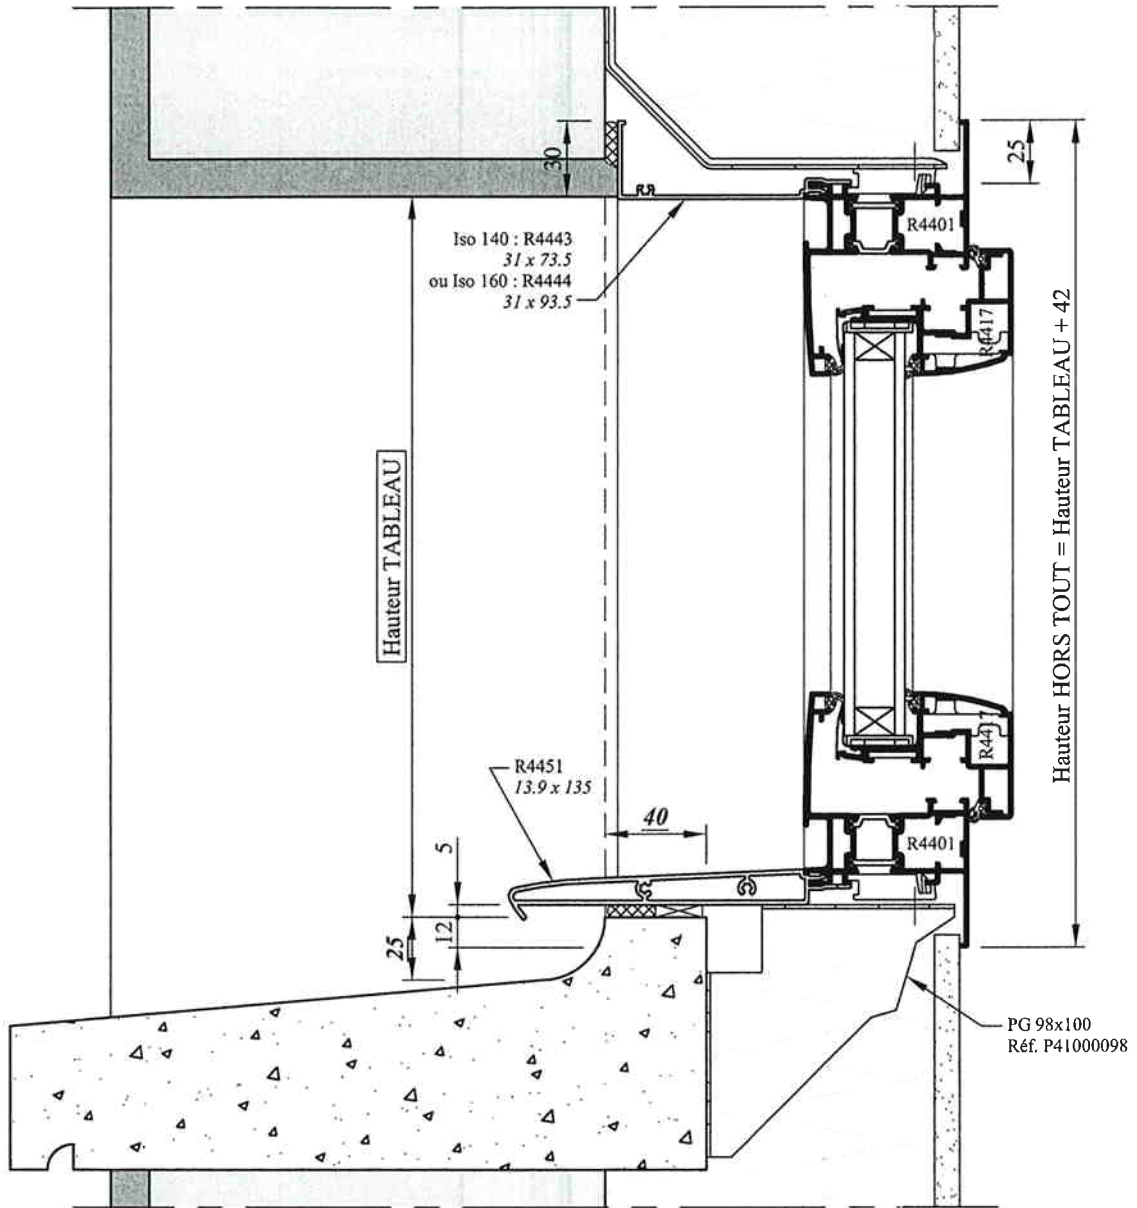 30
25
R4401
Iso 140 : R4443
31 x 73.5
ou Iso 160 : R4444
31 x 93.5
R4417
Hauteur TABLEAU
Hauteur HORS TOUT = Hauteur TABLEAU + 42
R4417
R4451
13.9 x 135
40
R4401
5
12
25
PG 98x100
Réf. P41000098